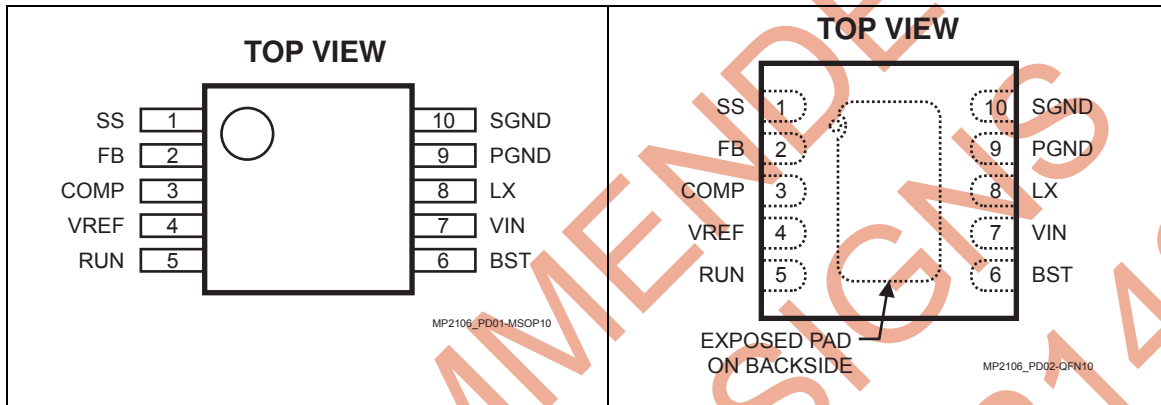 TOP VIEW
SS 1
FB 2
COMP 3
VREF 4
RUN 5
10 SGND
9 PGND
8 LX
7 VIN
6 BST
MP2106_PD01-MSOP10
TOP VIEW
SS 1
FB 2
COMP 3
VREF 4
RUN 5
10 SGND
9 PGND
8 LX
7 VIN
6 BST
EXPOSED PAD
ON BACKSIDE
MP2106_PD02-QFN10